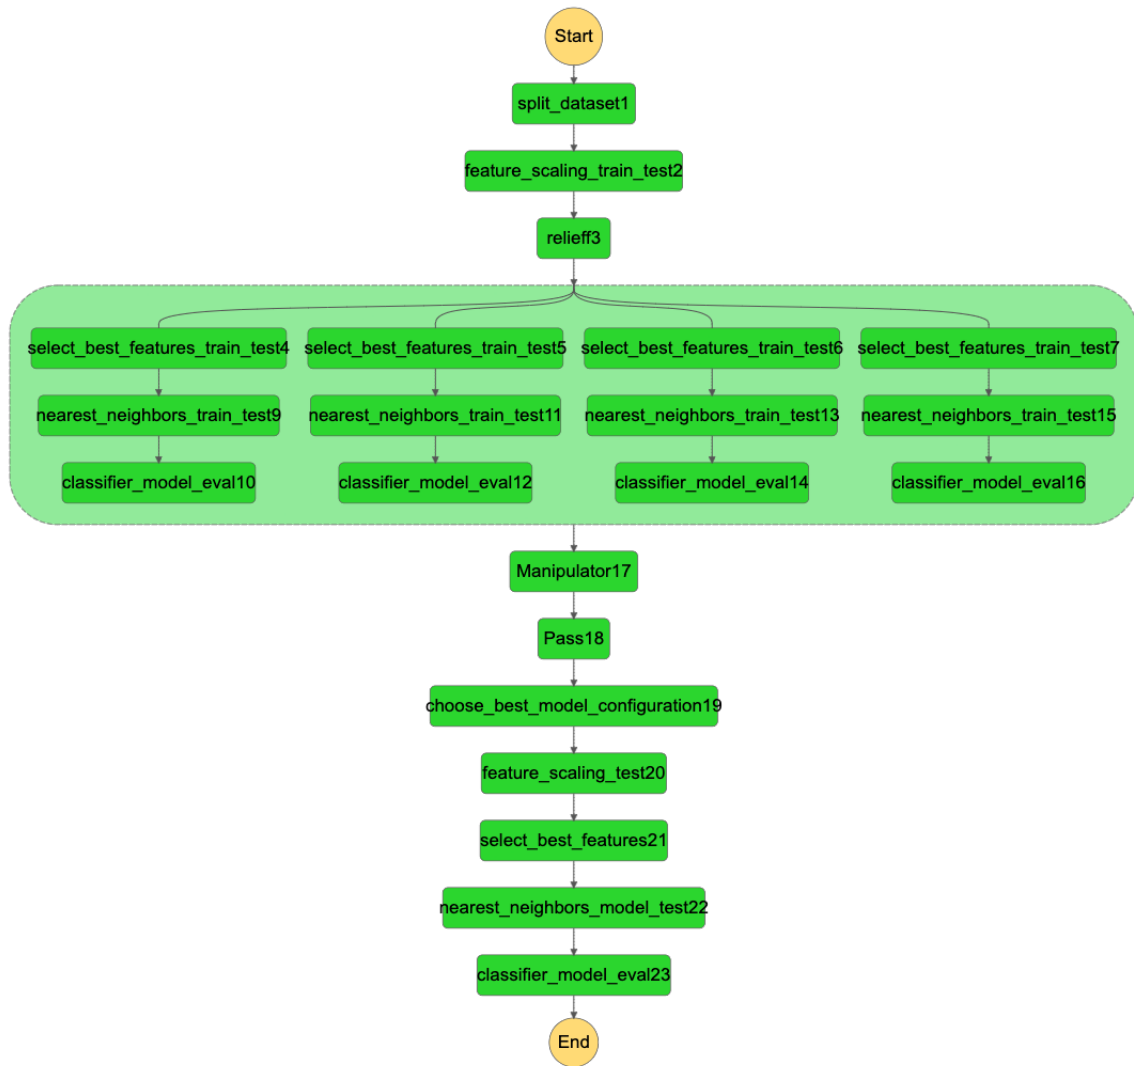 Start
split_dataset1
feature_scaling_train_test2
relieff3
select_best_features_train_test4 select_best_features_train_test5 select_best_features_train_test6 select_best_features_train_test7
nearest_neighbors_train_test9 nearest_neighbors_train_test11 nearest_neighbors_train_test13 nearest_neighbors_train_test15
classifier_model_eval10 classifier_model_eval12 classifier_model_eval14 classifier_model_eval16
Manipulator17
Pass18
choose_best_model_configuration19
feature_scaling_test20
select_best_features21
nearest_neighbors_model_test22
classifier_model_eval23
End